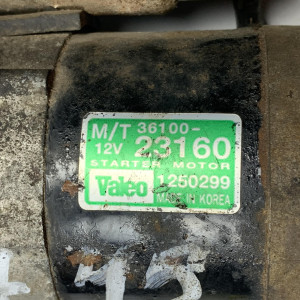 M/T 36100-
12V 23160
STARTER MOTOR
Valeo 1250299
MADE IN KOREA